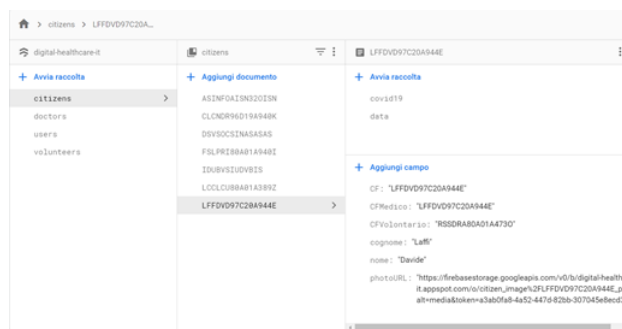 citizens > LFFDVD97C20A...
digital-healthcare-it
citizens
LFFDVD97C20A944E
+ Avvia raccolta
+ Aggiungi documento
+ Avvia raccolta
citizens
doctors
users
volunteers
ASINFOAISN32OISN
CLCNDR96D19A940K
DSVSOCSINASASAS
FSLPRI80A01A940I
IDUBVSIUDVBIS
LCCLCU80A01A389Z
LFFDVD97C20A944E
covid19
data
+ Aggiungi campo
CF: "LFFDVD97C20A944E"
CFMedico: "LFFDVD97C20A944E"
CFVolontario: "RSSDRA80A01A473O"
cognome: "Laffi"
nome: "Davide"
photoURL: "https://firebasestorage.googleapis.com/v0/b/digital-health
it.appspot.com/o/citizen_image%2FLFFDVD97C20A944E_p
alt=media&token=a3ab0fa8-4a52-447d-82bb-307045e8ecd